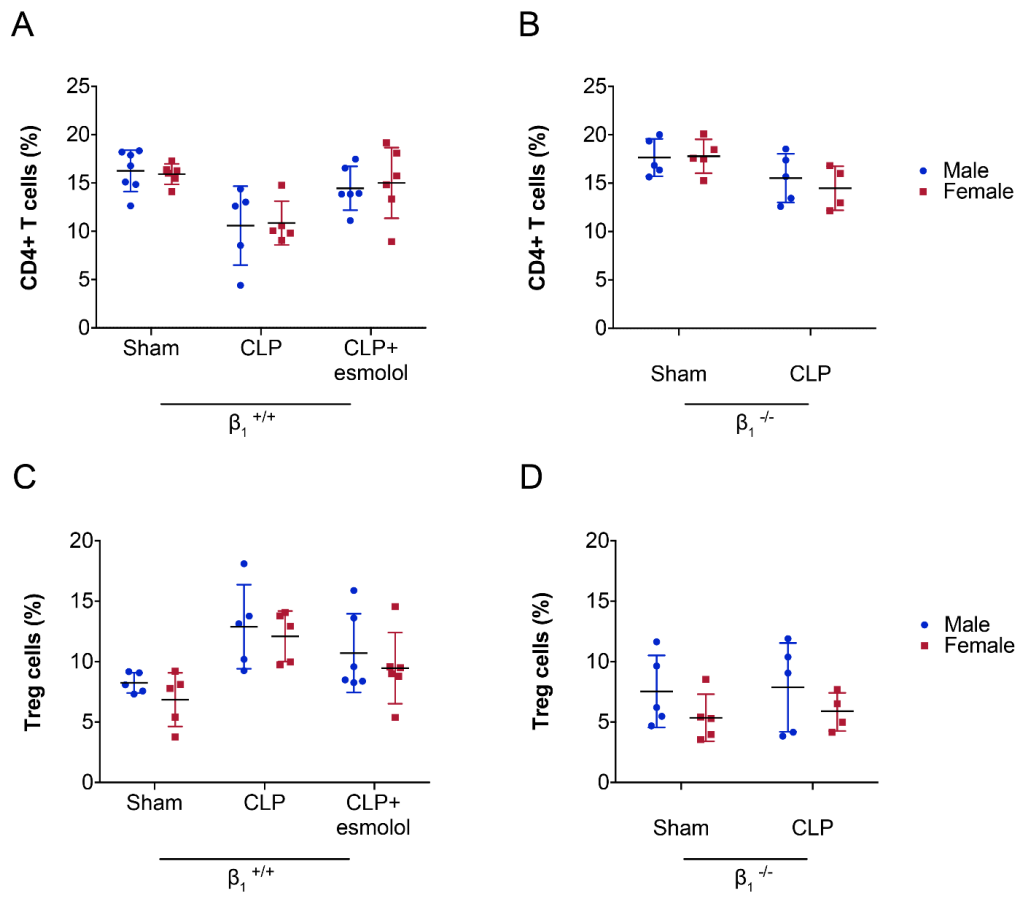 A
CD4+ T cells (%)
25
20
15
10
5
0
Sham
CLP
CLP+
esmolol
β₁ +/+
B
CD4+ T cells (%)
25
20
15
10
5
0
Sham
CLP
β₁ -/-
Male
Female
C
Treg cells (%)
20
15
10
5
0
Sham
CLP
CLP+
esmolol
β₁ +/+
D
Treg cells (%)
20
15
10
5
0
Sham
CLP
β₁ -/-
Male
Female